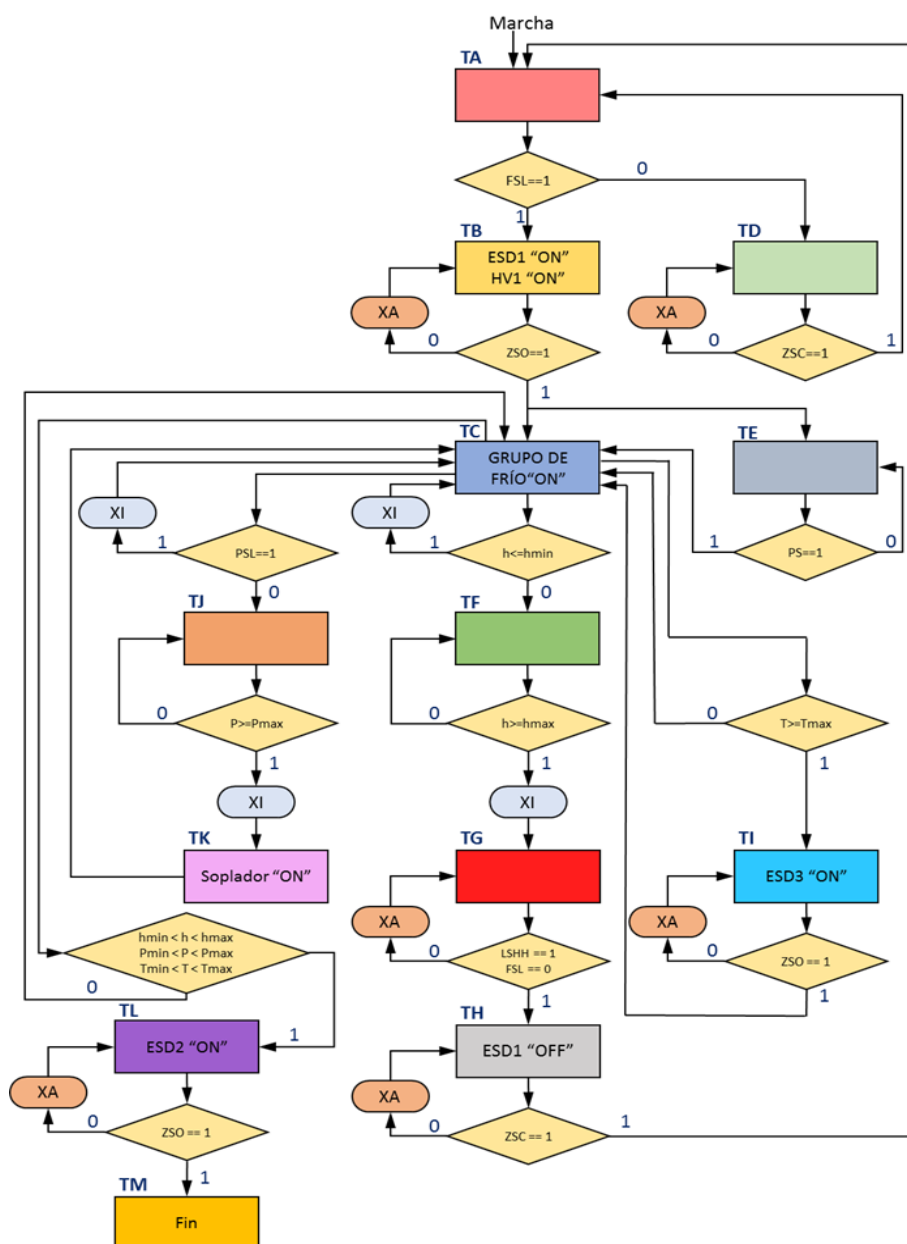 Marcha
TA
FSL==1
0
1
TB
ESD1 “ON”
HV1 “ON”
TD
XA
XA
ZSO==1
0
ZSC==1
0
1
1
TC
GRUPO DE
FRÍO“ON”
TE
XI
XI
PSL==1
1
h<=hmin
1
PS==1
1
0
0
0
TJ
TF
P>=Pmax
0
h>=hmax
0
T>=Tmax
0
1
1
1
XI
XI
TK
Soplador “ON”
TG
TI
ESD3 “ON”
XA
XA
hmin < h < hmax
Pmin < P < Pmax
Tmin < T < Tmax
0
1
LSHH == 1
FSL == 0
0
1
ZSO == 1
0
1
TL
ESD2 “ON”
TH
ESD1 “OFF”
XA
XA
ZSO == 1
0
1
ZSC == 1
0
1
TM
Fin